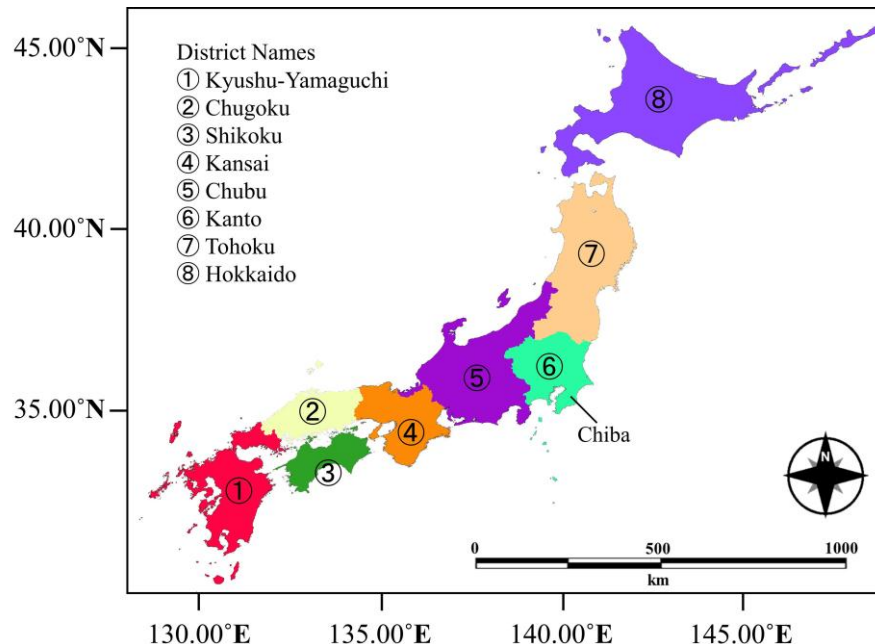 45.00˚N
District Names
① Kyushu-Yamaguchi
② Chugoku
③ Shikoku
④ Kansai
⑤ Chubu
⑥ Kanto
⑦ Tohoku
⑧ Hokkaido
⑧
40.00˚N
⑦
⑥
⑤
35.00˚N
②
Chiba
④
③
①
N
0 500 1000
km
130.00˚E 135.00˚E 140.00˚E 145.00˚E